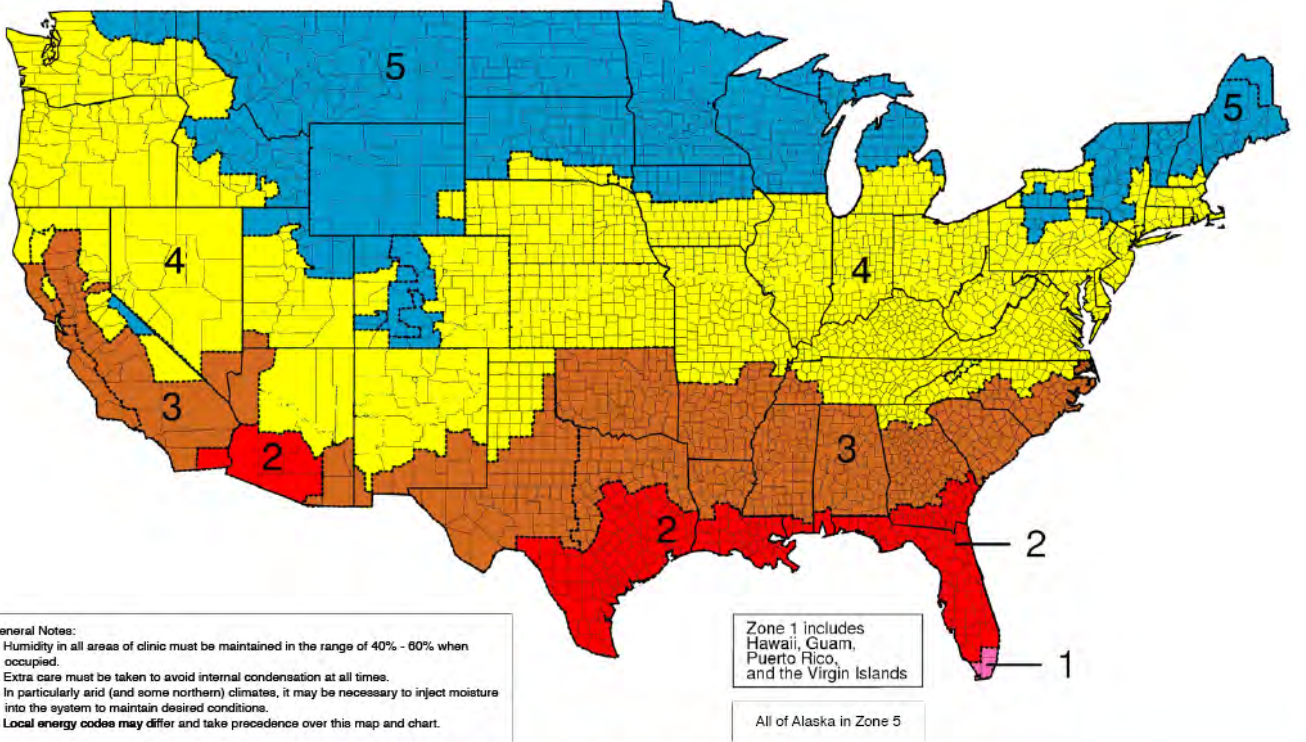 5
5
4
4
3
3
2
2
2
1
eneral Notes:
Humidity in all areas of clinic must be maintained in the range of 40% - 60% when
occupied.
Extra care must be taken to avoid internal condensation at all times.
In particularly arid (and some northern) climates, it may be necessary to inject moisture
into the system to maintain desired conditions.
Local energy codes may differ and take precedence over this map and chart.
Zone 1 includes
Hawaii, Guam,
Puerto Rico,
and the Virgin Islands
All of Alaska in Zone 5